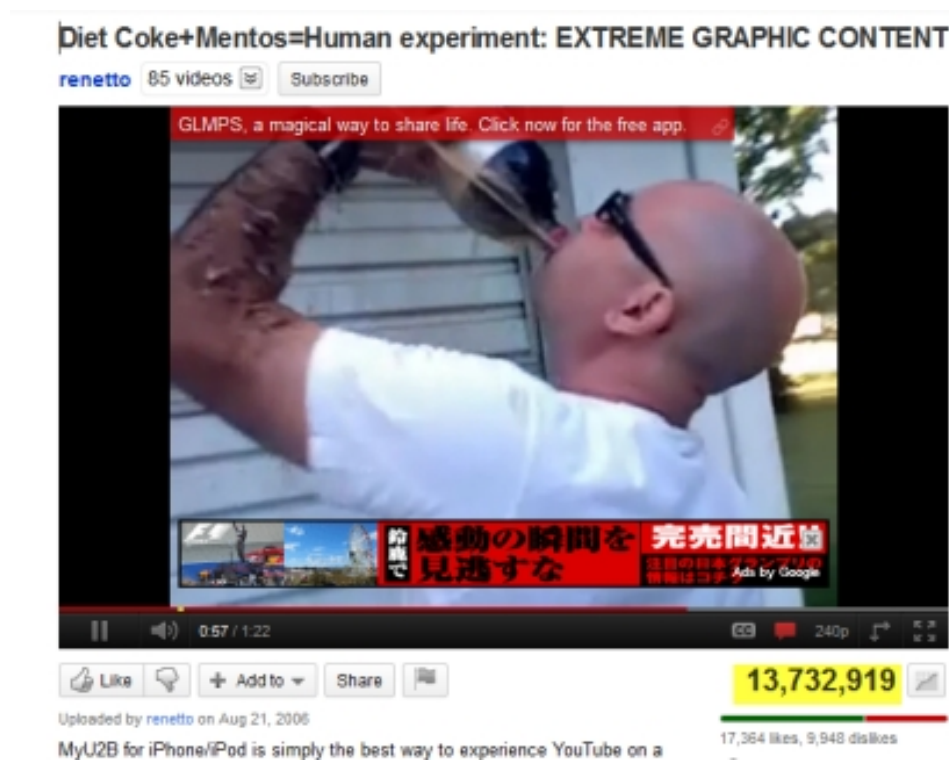 Diet Coke+Mentos=Human experiment: EXTREME GRAPHIC CONTENT
renetto 85 videos Subscribe
GLMPS, a magical way to share life. Click now for the free app.
鈴鹿で 感動の瞬間を 完売間近!!
見逃すな
Ads by Google
0:57 / 1:22 CC 240p
Like Add to Share 13,732,919
Uploaded by renetto on Aug 21, 2006
17,364 likes, 9,948 dislikes
MyU2B for iPhone/iPod is simply the best way to experience YouTube on a